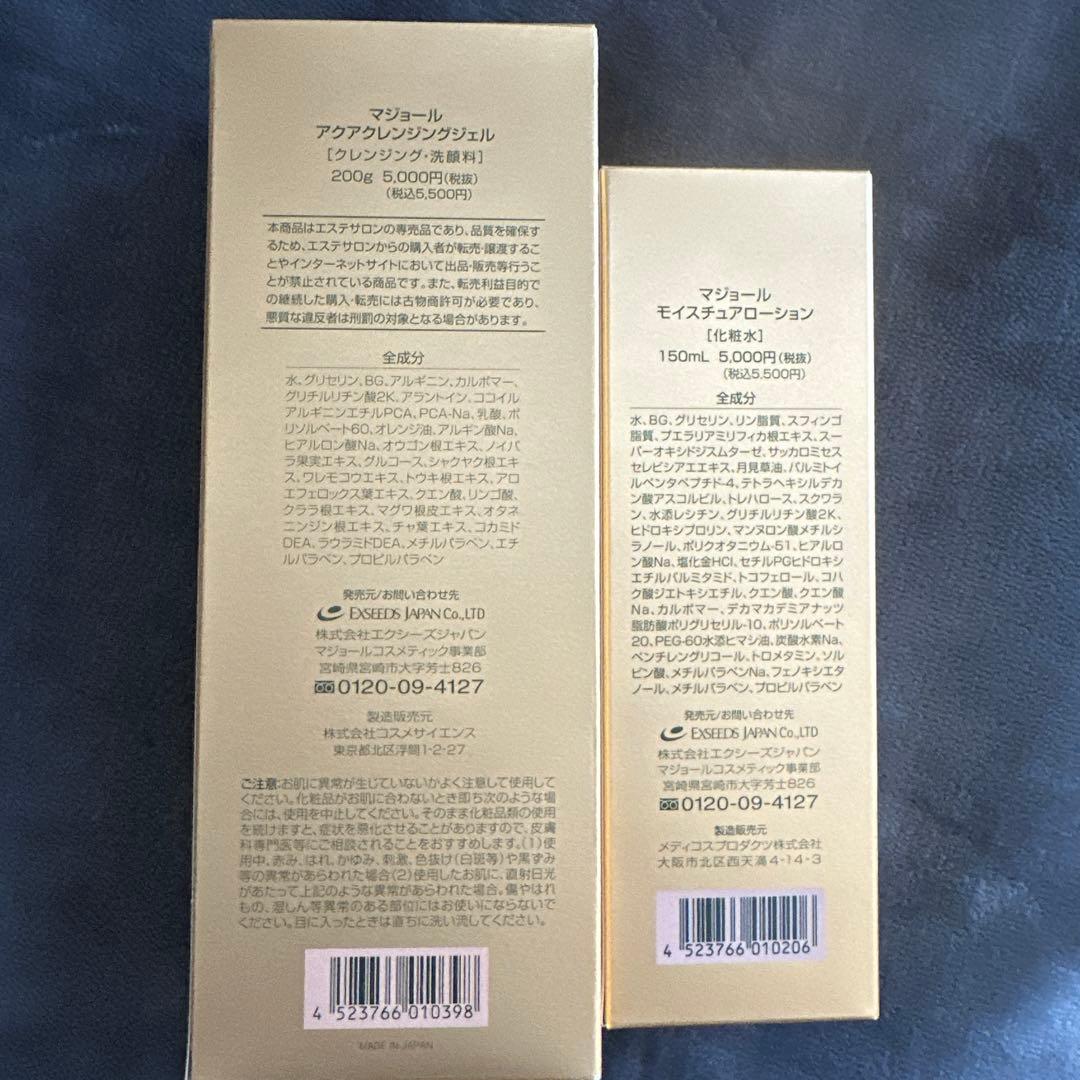 マジョール
アクアクレンジングジェル
[クレンジング・洗顔料]
200g 5,000円(税抜)
(税込5,500円)
本商品はエステサロンの専売品であり、品質を確保す
るため、エステサロンからの購入者が転売・譲渡するこ
とやインターネットサイトにおいて出品・販売等行うこ
とが禁止されている商品です。また、転売利益目的で
の継続した購入・転売には古物商許可が必要であり、
悪質な違反者は刑罰の対象となる場合があります。
全成分
水、グリセリン、BG、アルギニン、カルボマー、
グリチルリチン酸2K、アラントイン、ココイル
アルギニンエチルPCA、PCA-Na、乳酸、ポ
リソルベート60、オレンジ油、アルギン酸Na、
ヒアルロン酸Na、オウゴン根エキス、ノイバ
ラ果実エキス、グルコース、シャクヤク根エキ
ス、ワレモコウエキス、トウキ根エキス、アロ
エフェロックス葉エキス、クエン酸、リンゴ酸、
クララ根エキス、マグワ根皮エキス、オタネ
ニンジン根エキス、チャ葉エキス、コカミド
DEA、ラウラミドDEA、メチルパラベン、エチ
ルパラベン、プロピルパラベン
発売元/お問い合わせ先
EXSEEDS JAPAN Co.,LTD
株式会社エクシーズジャパン
マジョールコスメティック事業部
宮崎県宮崎市大字芳士826
0120-09-4127
製造販売元
株式会社コスメサイエンス
東京都北区浮間1-2-27
ご注意:お肌に異常が生じていないかよく注意して使用して
ください。化粧品がお肌に合わないとき即ち次のような場
合には、使用を中止してください。そのまま化粧品類の使用
を続けますと、症状を悪化させることがありますので、皮膚
科専門医等にご相談されることをおすすめします。(1)使
用中、赤み、はれ、かゆみ、刺激、色抜け(白斑等)や黒ずみ
等の異常があらわれた場合(2)使用したお肌に、直射日光
があたって上記のような異常があらわれた場合。傷やはれ
もの、湿しん等異常のある部位にはお使いにならないで
ください。目に入ったときは直ちに洗い流してください。
4 523766 010398
MADE IN JAPAN
マジョール
モイスチュアローション
[化粧水]
150mL 5,000円(税抜)
(税込5,500円)
全成分
水、BG、グリセリン、リン脂質、スフィンゴ
脂質、プエラリアミリフィカ根エキス、スー
パーオキシドジスムターゼ、サッカロミセス
セレビシアエエキス、月見草油、パルミトイ
ルペンタペプチド-4、テトラヘキシルデカ
ン酸アスコルビル、トレハロース、スクワラ
ン、水添レシチン、グリチルリチン酸2K、
ヒドロキシプロリン、マンヌロン酸メチルシ
ラノール、ポリクオタニウム-51、ヒアルロ
ン酸Na、塩化金HCl、セチルPGヒドロキシ
エチルパルミタミド、トコフェロール、コハ
ク酸ジエトキシエチル、クエン酸、クエン酸
Na、カルボマー、デカマカデミアナッツ
脂肪酸ポリグリセリル-10、ポリソルベート
20、PEG-60水添ヒマシ油、炭酸水素Na、
ペンチレングリコール、トロメタミン、ソル
ビン酸、メチルパラベンNa、フェノキシエタ
ノール、メチルパラベン、プロピルパラベン
発売元/お問い合わせ先
EXSEEDS JAPAN Co.,LTD
株式会社エクシーズジャパン
マジョールコスメティック事業部
宮崎県宮崎市大字芳士826
0120-09-4127
製造販売元
メディコスプロダクツ株式会社
大阪市北区西天満4-14-3
4 523766 010206